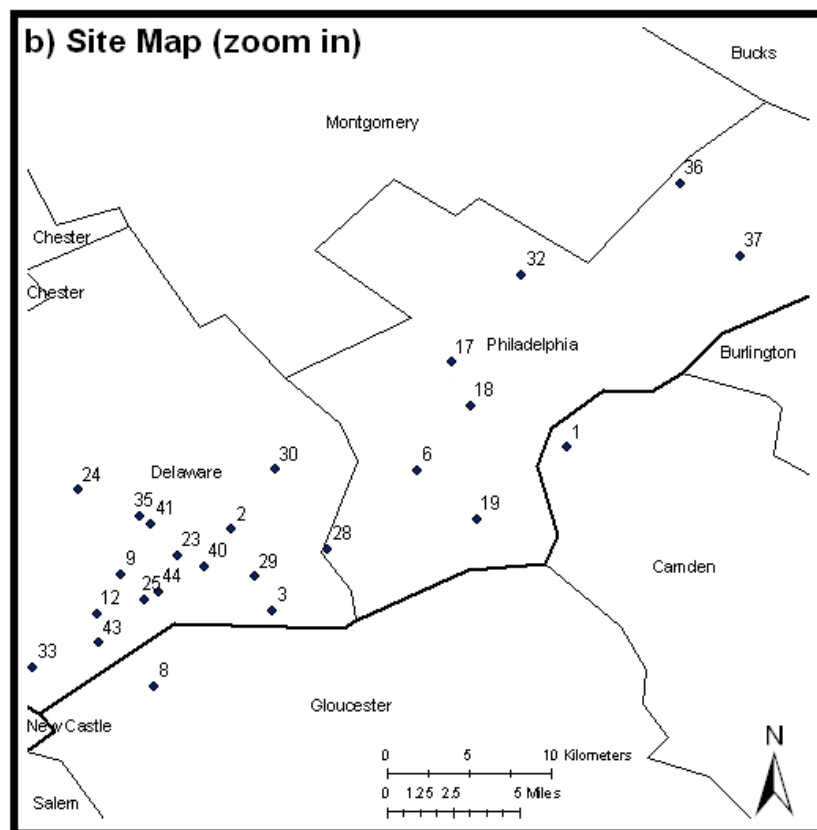 b) Site Map (zoom in)
Bucks
Montgomery
36
Chester
37
32
Chester
17
Philadelphia
Burlington
18
1
30
6
24
Delaware
35
41
2
19
28
23
40
9
29
Camden
44
25
12
3
43
33
8
Gloucester
New Castle
N
0 5 10 Kilometers
0 1.25 2.5 5 Miles
Salem